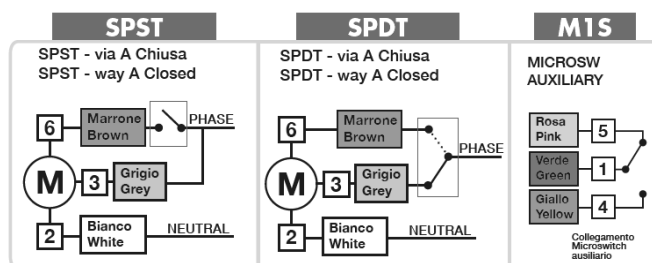 SPST
SPST - via A Chiusa
SPST - way A Closed
6
Marrone
Brown
PHASE
M
3
Grigio
Grey
2
Bianco
White
NEUTRAL
SPDT
SPDT - via A Chiusa
SPDT - way A Closed
6
Marrone
Brown
PHASE
M
3
Grigio
Grey
2
Bianco
White
NEUTRAL
M1S
MICROSW
AUXILIARY
Rosa
Pink
5
Verde
Green
1
Giallo
Yellow
4
Collegamento
Microswitch
ausiliario